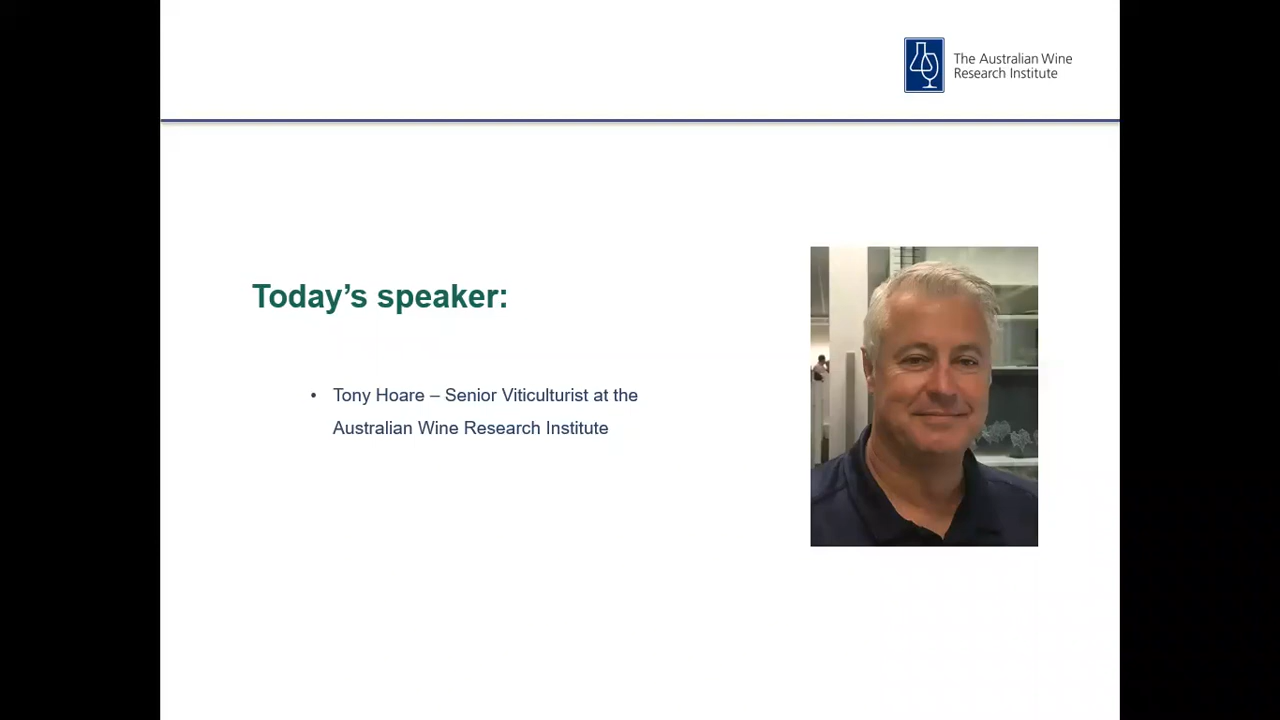 The Australian Wine
Research Institute
Today’s speaker:
• Tony Hoare – Senior Viticulturist at the
Australian Wine Research Institute